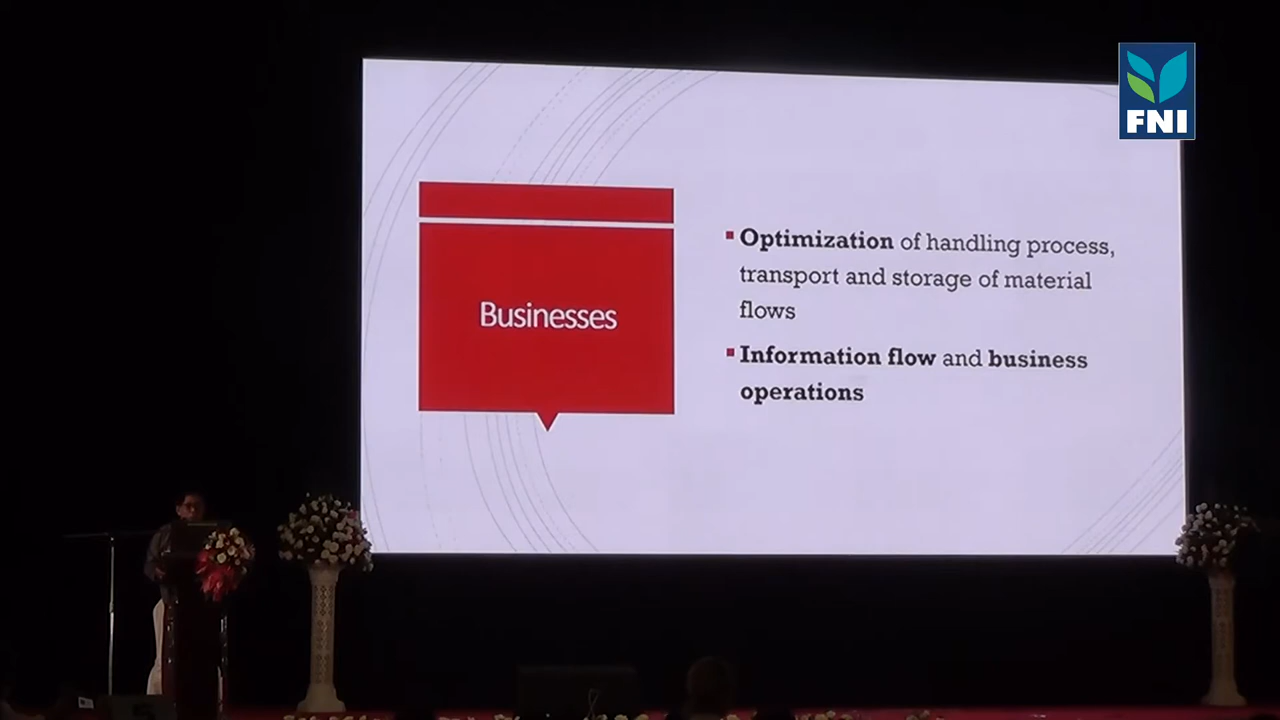 FNI
Businesses
Optimization of handling process,
transport and storage of material
flows
Information flow and business
operations